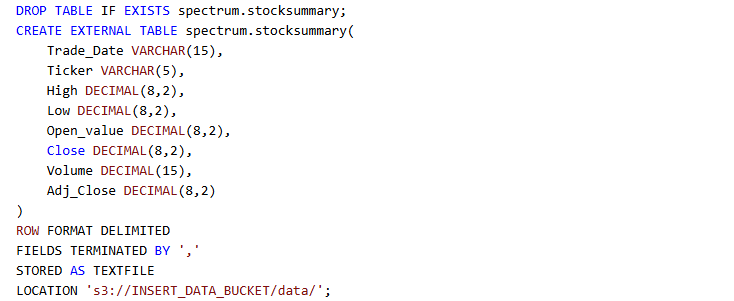 DROP TABLE IF EXISTS spectrum.stocksummary;
CREATE EXTERNAL TABLE spectrum.stocksummary(
    Trade_Date VARCHAR(15),
    Ticker VARCHAR(5),
    High DECIMAL(8,2),
    Low DECIMAL(8,2),
    Open_value DECIMAL(8,2),
    Close DECIMAL(8,2),
    Volume DECIMAL(15),
    Adj_Close DECIMAL(8,2)
)
ROW FORMAT DELIMITED
FIELDS TERMINATED BY ','
STORED AS TEXTFILE
LOCATION 's3://INSERT_DATA_BUCKET/data/';